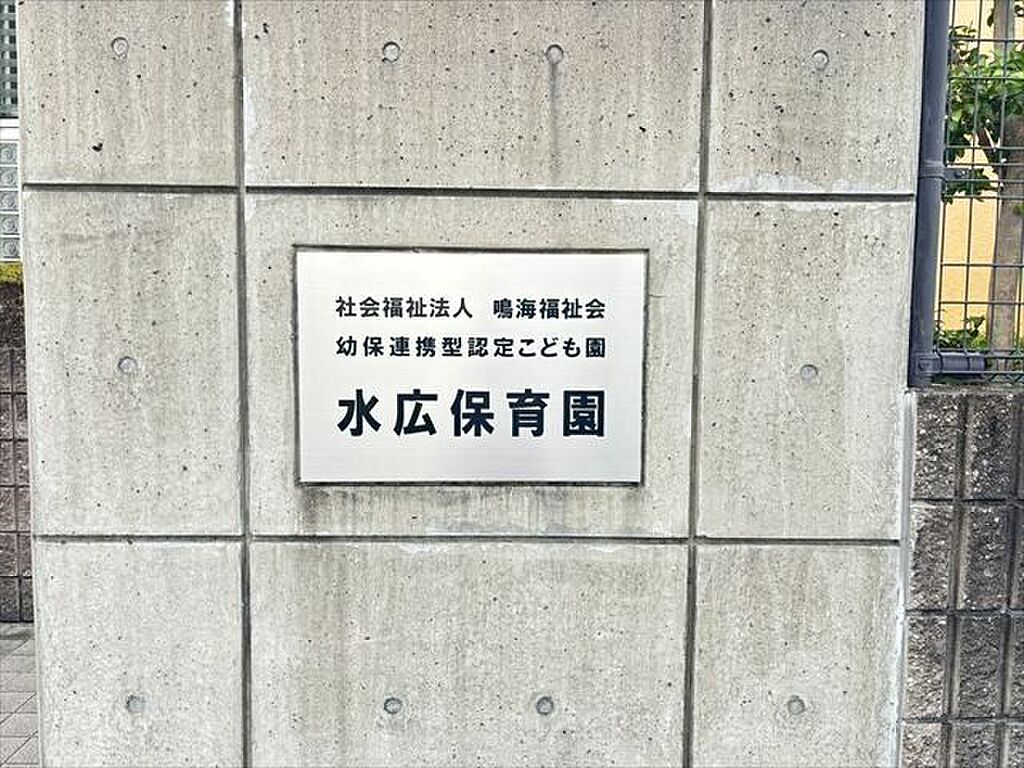 社会福祉法人 鳴海福祉会
幼保連携型認定こども園
水広保育園